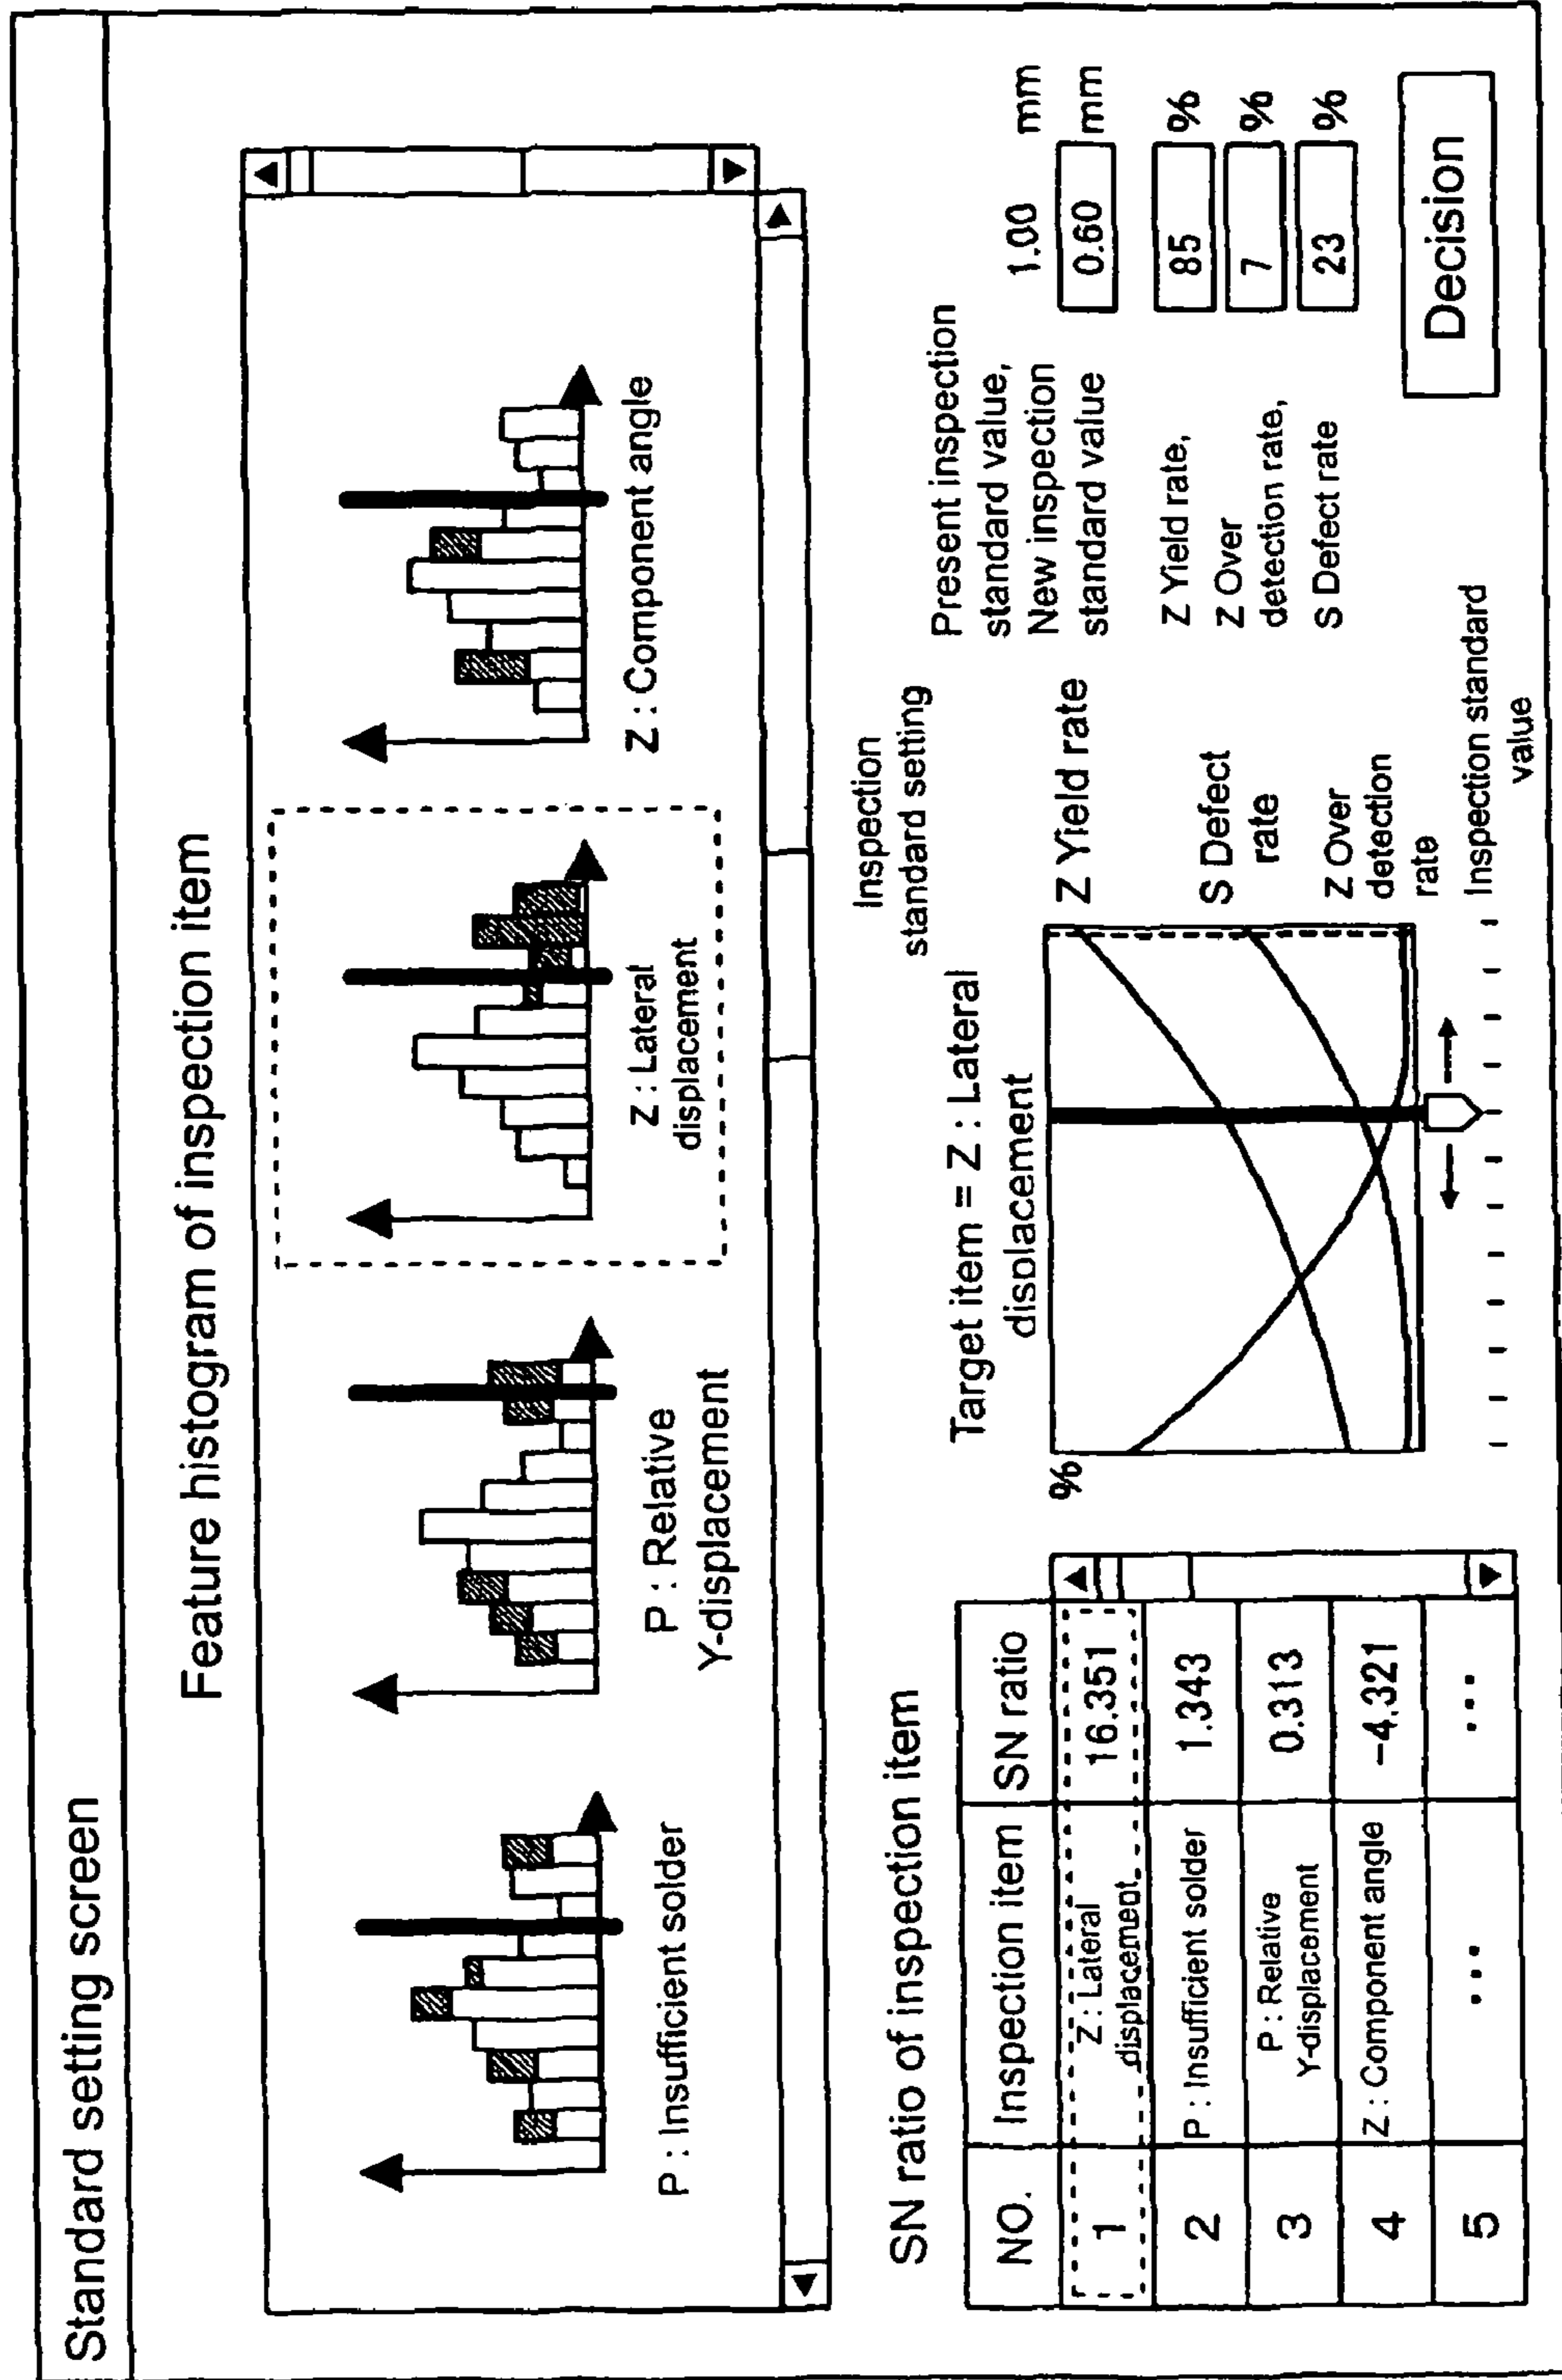 Standard setting screen
Feature histogram of inspection item
P : Insufficient solder
P : Relative
Y-displacement
Z : Lateral
displacement
Z : Component angle
SN ratio of inspection item
NO. Inspection item SN ratio
1 Z : Lateral displacement 16.351
2 P : Insufficient solder 1.343
3 P : Relative Y-displacement 0.313
4 Z : Component angle −4.321
5 ... ...
Inspection
standard setting
Target item = Z : Lateral
displacement
%
Z Yield rate
S Defect
rate
Z Over
detection
rate
Inspection standard
value
Present inspection
standard value, 1.00 mm
New inspection
standard value 0.60 mm
Z Yield rate, 85 %
Z Over
detection rate, 7 %
S Defect rate 23 %
Decision